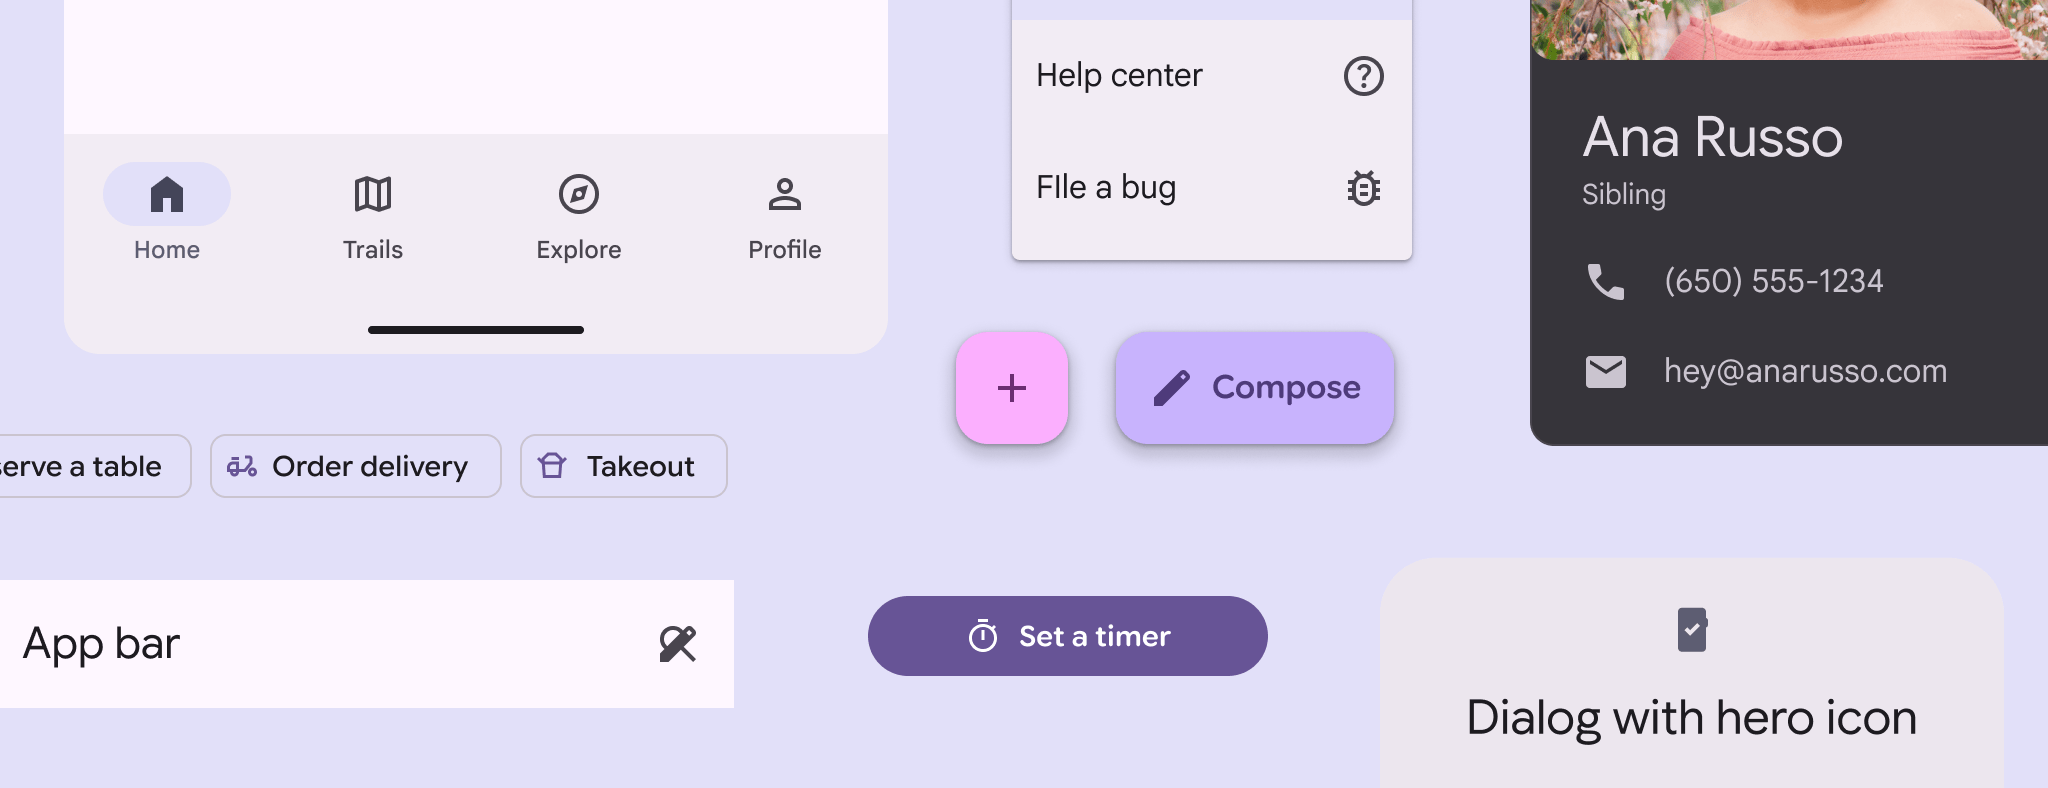 Home
Trails
Explore
Profile
Help center
FIle a bug
Ana Russo
Sibling
(650) 555-1234
hey@anarusso.com
Compose
a table
Order delivery
Takeout
App bar
Set a timer
Dialog with hero icon